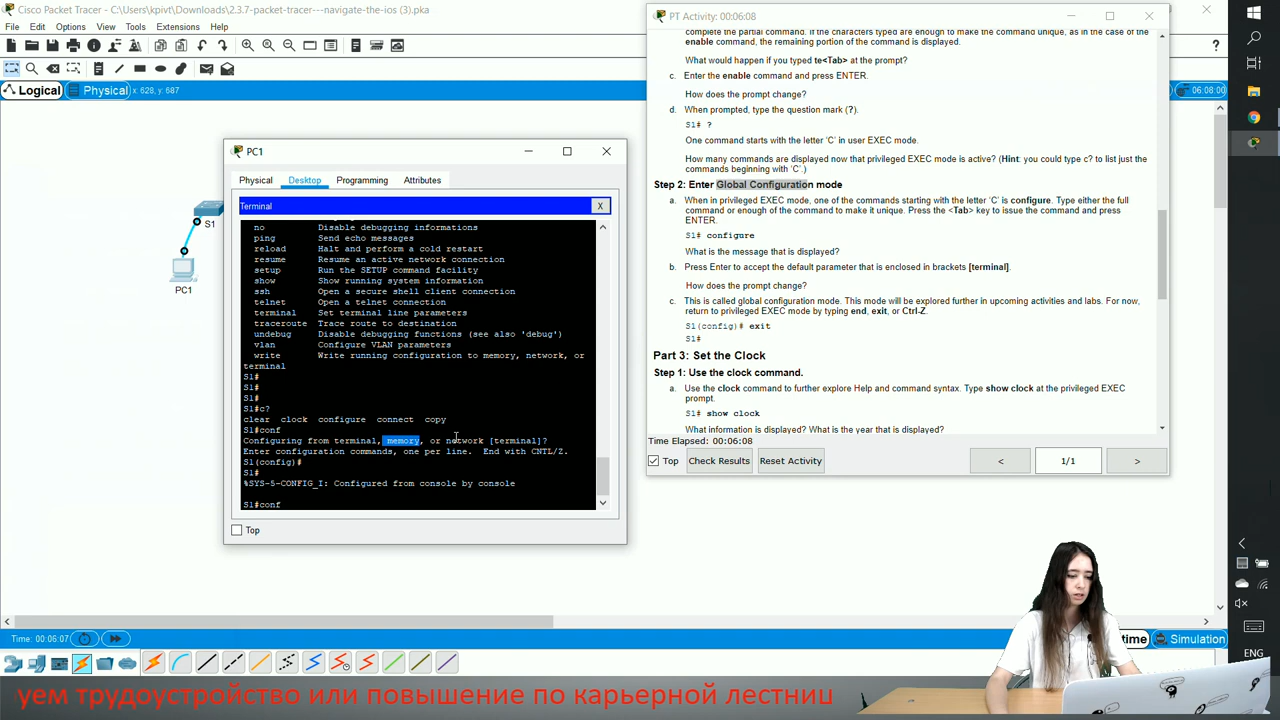 Cisco Packet Tracer - C:\Users\kpivt\Downloads\2.3.7-packet-tracer---navigate-the-ios (3).pka
File Edit Options View Tools Extensions Help
Logical Physical x: 628, y: 687
06:08:00
S1
PC1
PC1
Physical Desktop Programming Attributes
Terminal X
no Disable debugging informations
ping Send echo messages
reload Halt and perform a cold restart
resume Resume an active network connection
setup Run the SETUP command facility
show Show running system information
ssh Open a secure shell client connection
telnet Open a telnet connection
terminal Set terminal line parameters
traceroute Trace route to destination
undebug Disable debugging functions (see also 'debug')
vlan Configure VLAN parameters
write Write running configuration to memory, network, or
terminal
S1#
S1#
S1#
S1#c?
clear clock configure connect copy
S1#conf
Configuring from terminal, memory, or network [terminal]?
Enter configuration commands, one per line. End with CNTL/Z.
S1(config)#
S1#
%SYS-5-CONFIG_I: Configured from console by console
S1#conf
Top
PT Activity: 00:06:08
complete the partial command. If the characters typed are enough to make the command unique, as in the case of the
enable command, the remaining portion of the command is displayed.
What would happen if you typed te<Tab> at the prompt?
c. Enter the enable command and press ENTER.
How does the prompt change?
d. When prompted, type the question mark (?).
S1# ?
One command starts with the letter 'C' in user EXEC mode.
How many commands are displayed now that privileged EXEC mode is active? (Hint: you could type c? to list just the
commands beginning with 'C'.)
Step 2: Enter Global Configuration mode
a. When in privileged EXEC mode, one of the commands starting with the letter 'C' is configure. Type either the full
command or enough of the command to make it unique. Press the <Tab> key to issue the command and press
ENTER.
S1# configure
What is the message that is displayed?
b. Press Enter to accept the default parameter that is enclosed in brackets [terminal].
How does the prompt change?
c. This is called global configuration mode. This mode will be explored further in upcoming activities and labs. For now,
return to privileged EXEC mode by typing end, exit, or Ctrl-Z.
S1(config)# exit
S1#
Part 3: Set the Clock
Step 1: Use the clock command.
a. Use the clock command to further explore Help and command syntax. Type show clock at the privileged EXEC
prompt.
S1# show clock
What information is displayed? What is the year that is displayed?
Time Elapsed: 00:06:08
Top Check Results Reset Activity < 1/1 >
Time: 00:06:07
time Simulation
ENG
уем трудоустройство или повышение по карьерной лестниц